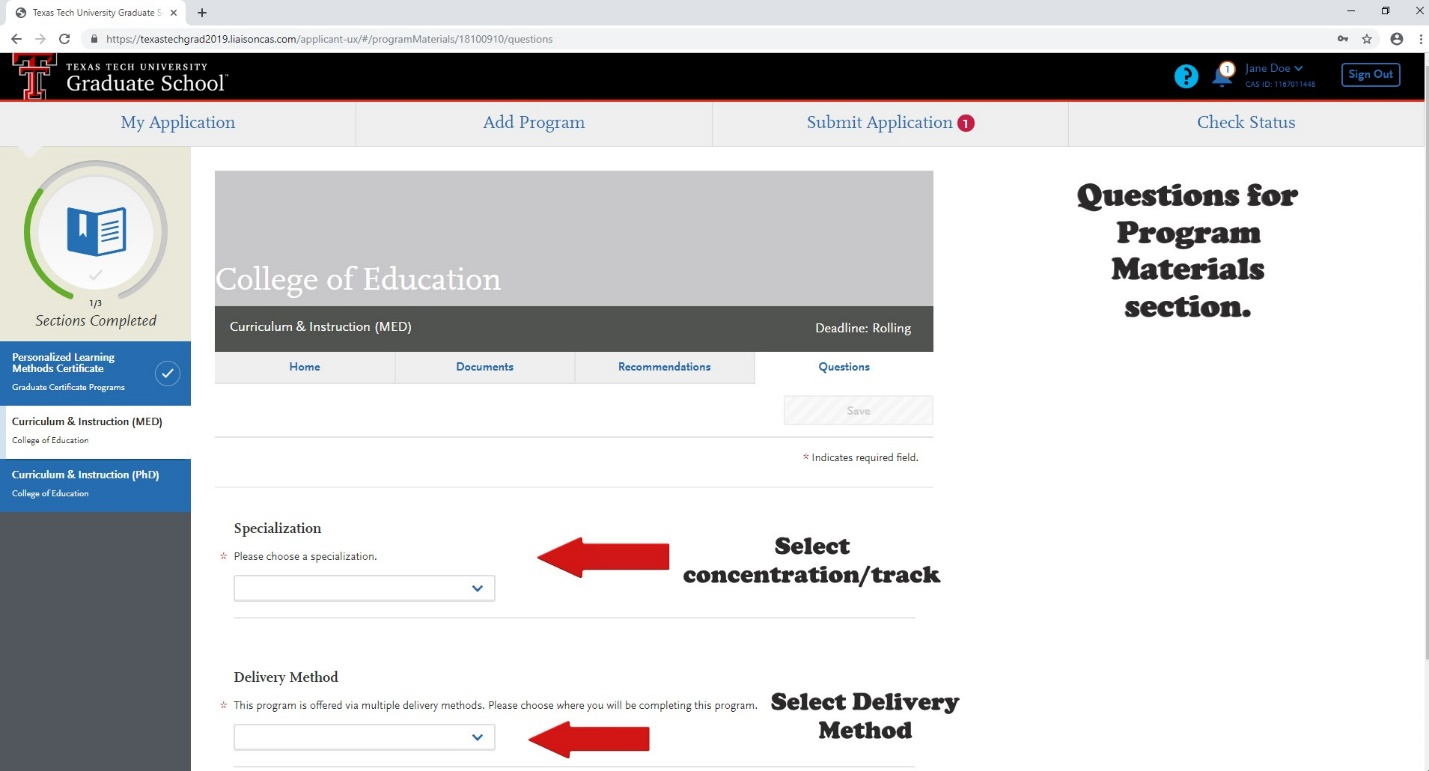 Texas Tech University Graduate S
https://texastechgrad2019.liaisoncas.com/applicant-ux/#/programMaterials/18100910/questions
TEXAS TECH UNIVERSITY
Graduate School
1
Jane Doe
CAS ID: 1167011448
Sign Out
My Application
Add Program
Submit Application 1
Check Status
1/3
Sections Completed
Personalized Learning
Methods Certificate
Graduate Certificate Programs
Curriculum & Instruction (MED)
College of Education
Curriculum & Instruction (PhD)
College of Education
College of Education
Curriculum & Instruction (MED)
Deadline: Rolling
Home
Documents
Recommendations
Questions
Save
* Indicates required field.
Specialization
* Please choose a specialization.
Delivery Method
* This program is offered via multiple delivery methods. Please choose where you will be completing this program.
Questions for
Program
Materials
section.
Select
concentration/track
Select Delivery
Method